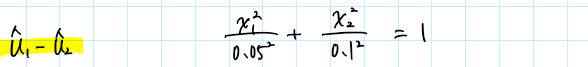 û₁ - û₂
x₁²/0.05² + x₂²/0.1² = 1